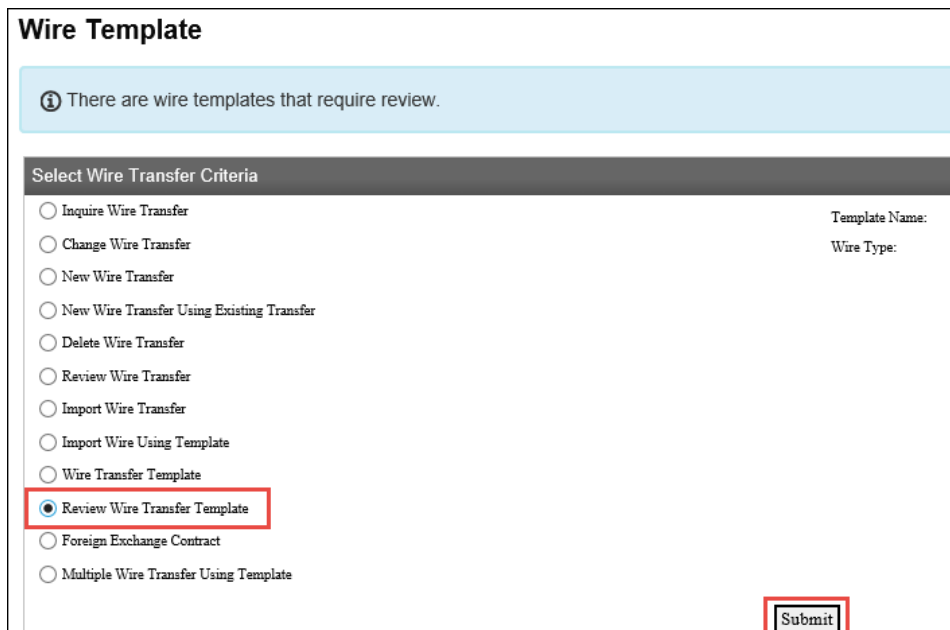 Wire Template
There are wire templates that require review.
Select Wire Transfer Criteria
Inquire Wire Transfer
Template Name:
Change Wire Transfer
Wire Type:
New Wire Transfer
New Wire Transfer Using Existing Transfer
Delete Wire Transfer
Review Wire Transfer
Import Wire Transfer
Import Wire Using Template
Wire Transfer Template
Review Wire Transfer Template
Foreign Exchange Contract
Multiple Wire Transfer Using Template
Submit